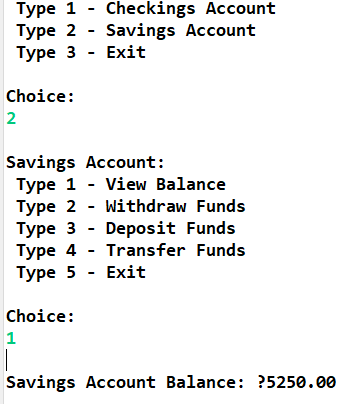 Type 1 - Checkings Account
Type 2 - Savings Account
Type 3 - Exit
Choice:
2
Savings Account:
Type 1 - View Balance
Type 2 - Withdraw Funds
Type 3 - Deposit Funds
Type 4 - Transfer Funds
Type 5 - Exit
Choice:
1
Savings Account Balance: ?5250.00